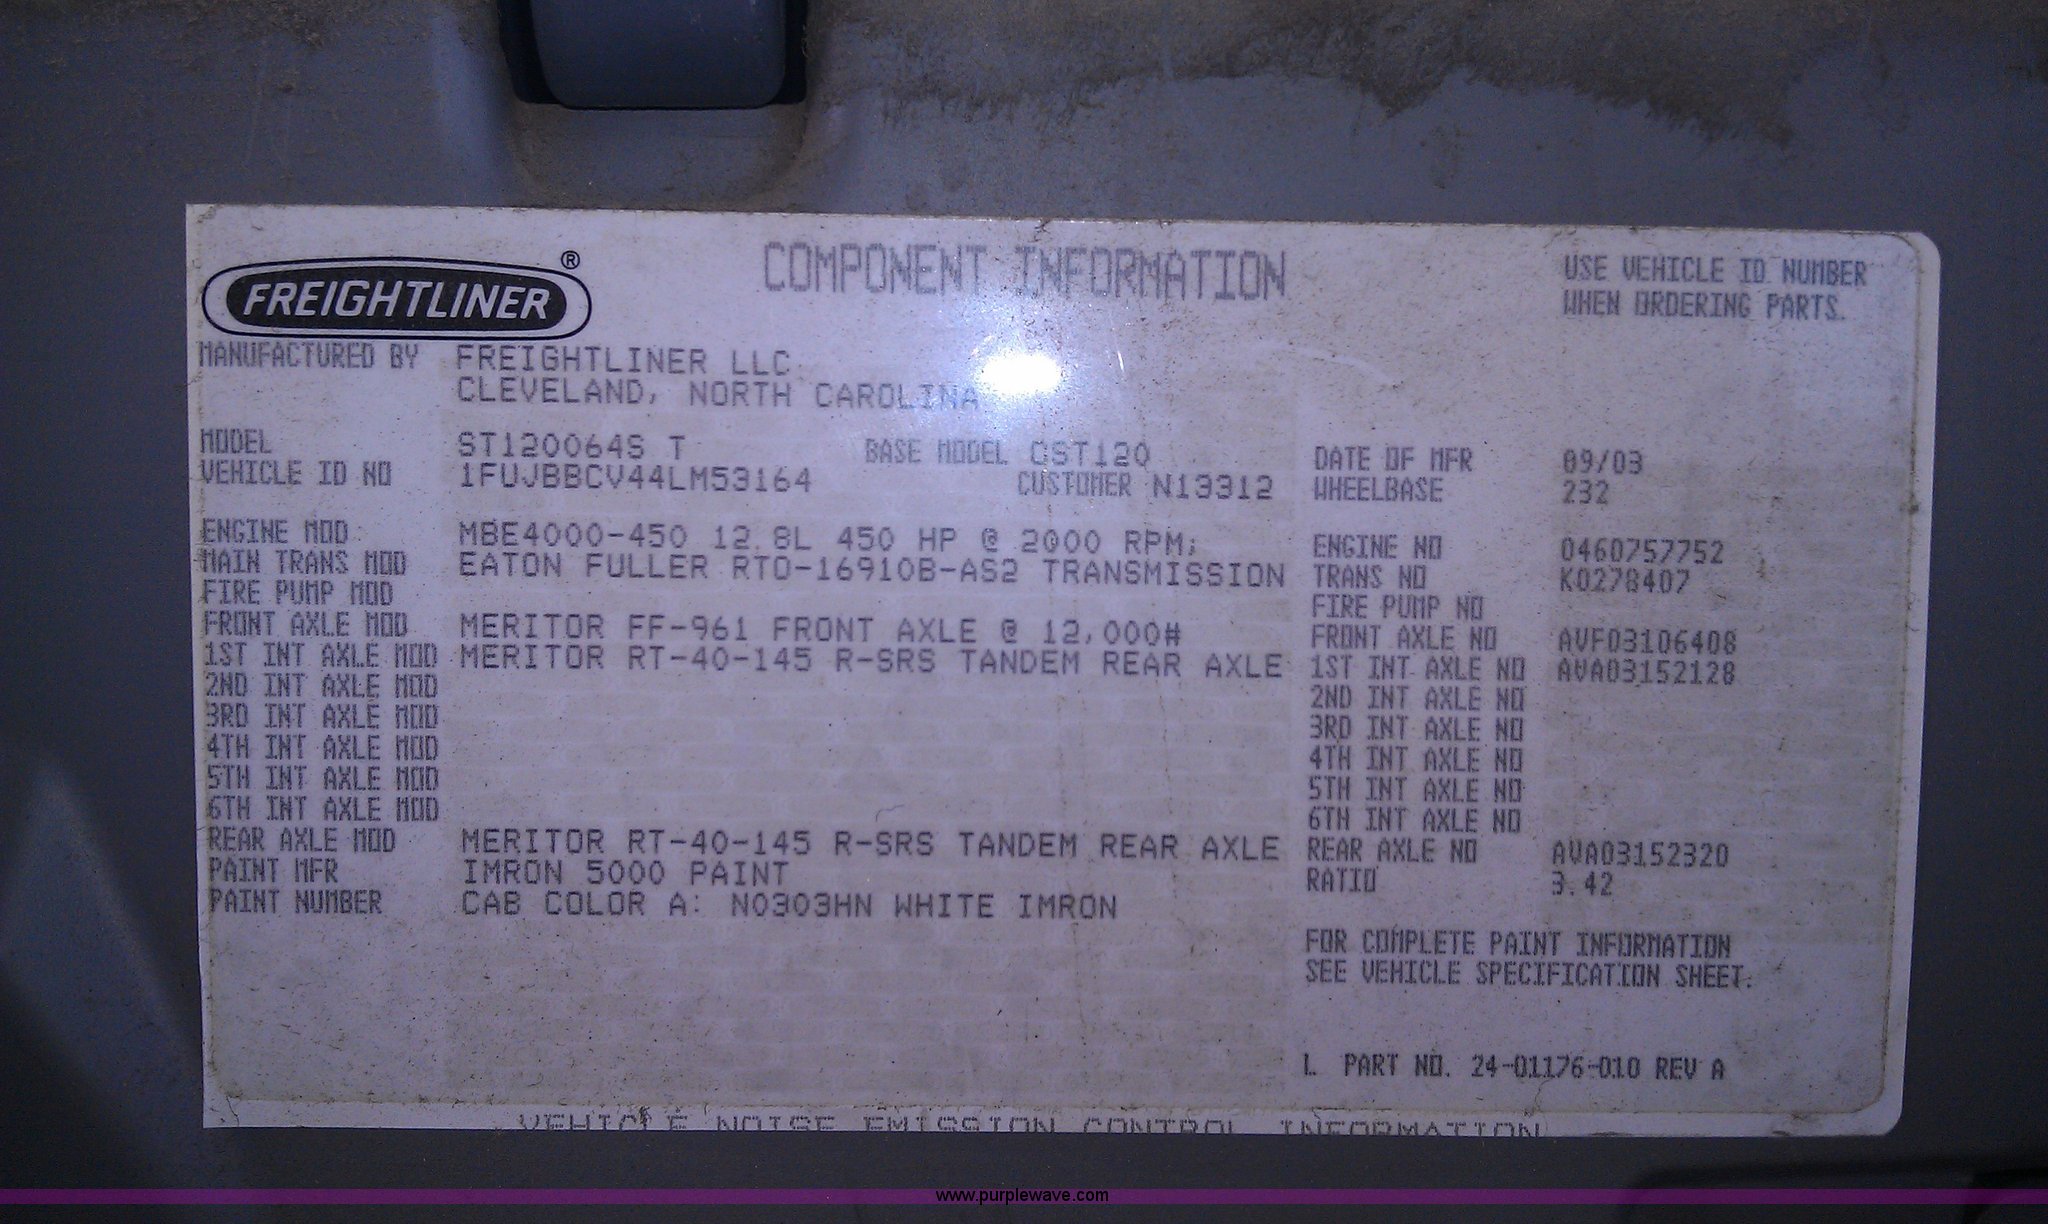 FREIGHTLINER ®
COMPONENT INFORMATION
USE VEHICLE ID NUMBER
WHEN ORDERING PARTS.
MANUFACTURED BY FREIGHTLINER LLC
CLEVELAND, NORTH CAROLINA
MODEL ST120064S T BASE MODEL CST120 DATE OF MFR 09/03
VEHICLE ID NO 1FUJBBCV44LM53164 CUSTOMER N13312 WHEELBASE 232
ENGINE MOD MBE4000-450 12.8L 450 HP @ 2000 RPM; ENGINE NO 0460757752
MAIN TRANS MOD EATON FULLER RTO-16910B-AS2 TRANSMISSION TRANS NO K0278407
FIRE PUMP MOD FIRE PUMP NO
FRONT AXLE MOD MERITOR FF-961 FRONT AXLE @ 12,000# FRONT AXLE NO AVF03106408
1ST INT AXLE MOD MERITOR RT-40-145 R-SRS TANDEM REAR AXLE 1ST INT AXLE NO AVA03152128
2ND INT AXLE MOD 2ND INT AXLE NO
3RD INT AXLE MOD 3RD INT AXLE NO
4TH INT AXLE MOD 4TH INT AXLE NO
5TH INT AXLE MOD 5TH INT AXLE NO
6TH INT AXLE MOD 6TH INT AXLE NO
REAR AXLE MOD MERITOR RT-40-145 R-SRS TANDEM REAR AXLE REAR AXLE NO AVA03152320
PAINT MFR IMRON 5000 PAINT RATIO 3.42
PAINT NUMBER CAB COLOR A: N0303HN WHITE IMRON
FOR COMPLETE PAINT INFORMATION
SEE VEHICLE SPECIFICATION SHEET.
L PART NO. 24-01176-010 REV A
VEHICLE NOISE EMISSION CONTROL INFORMATION
www.purplewave.com